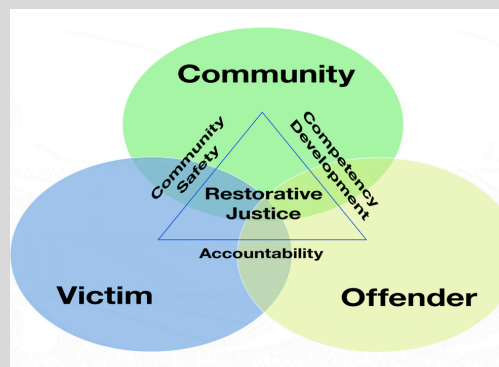 Community
Community
Safety
Competency
Development
Restorative
Justice
Accountability
Victim
Offender